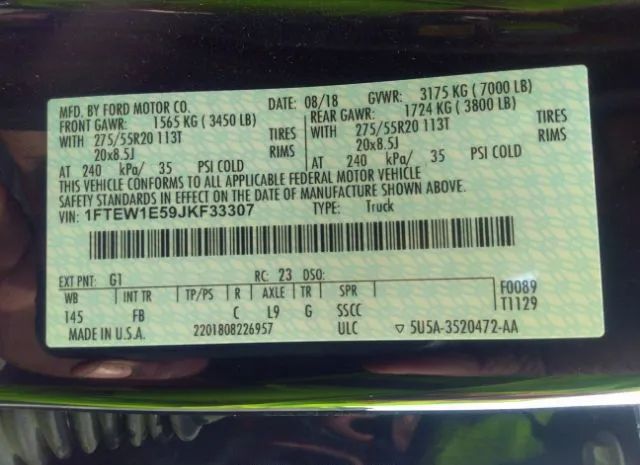 MFD. BY FORD MOTOR CO. DATE: 08/18 GVWR: 3175 KG ( 7000 LB)
FRONT GAWR: 1565 KG ( 3450 LB) REAR GAWR: 1724 KG ( 3800 LB)
WITH 275/55R20 113T TIRES WITH 275/55R20 113T TIRES
20x8.5J RIMS 20x8.5J RIMS
AT 240 kPa/ 35 PSI COLD AT 240 kPa/ 35 PSI COLD
THIS VEHICLE CONFORMS TO ALL APPLICABLE FEDERAL MOTOR VEHICLE
SAFETY STANDARDS IN EFFECT ON THE DATE OF MANUFACTURE SHOWN ABOVE.
VIN: 1FTEW1E59JKF33307 TYPE: Truck
EXT PNT: G1 RC: 23 DSO: F0089
WB INT TR TP/PS R AXLE TR SPR T1129
145 FB C L9 G SSCC
MADE IN U.S.A. 2201808226957 ULC ▽ 5U5A-3520472-AA